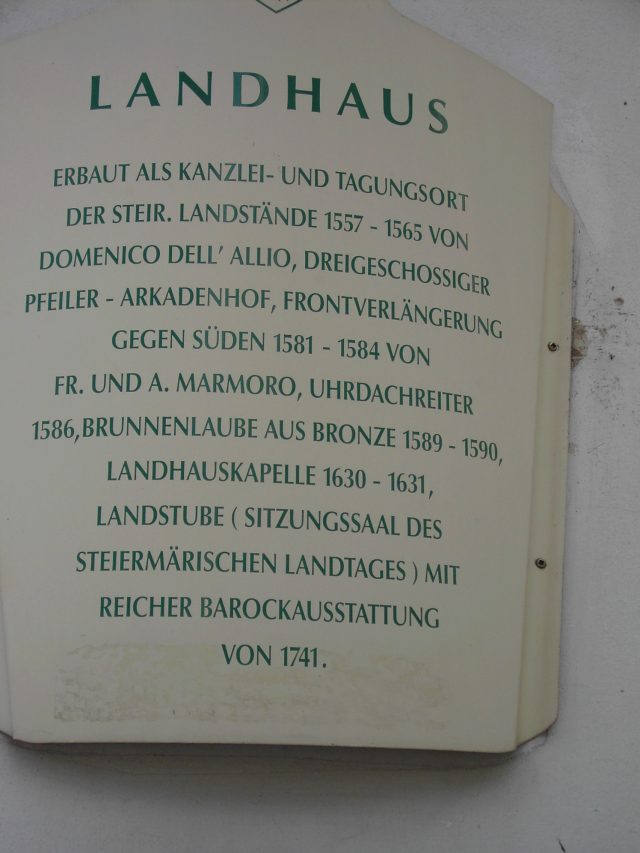 LANDHAUS
ERBAUT ALS KANZLEI- UND TAGUNGSORT
DER STEIR. LANDSTÄNDE 1557 - 1565 VON
DOMENICO DELL' ALLIO, DREIGESCHOSSIGER
PFEILER - ARKADENHOF, FRONTVERLÄNGERUNG
GEGEN SÜDEN 1581 - 1584 VON
FR. UND A. MARMORO, UHRDACHREITER
1586,BRUNNENLAUBE AUS BRONZE 1589 - 1590,
LANDHAUSKAPELLE 1630 - 1631,
LANDSTUBE ( SITZUNGSSAAL DES
STEIERMÄRISCHEN LANDTAGES ) MIT
REICHER BAROCKAUSSTATTUNG
VON 1741.